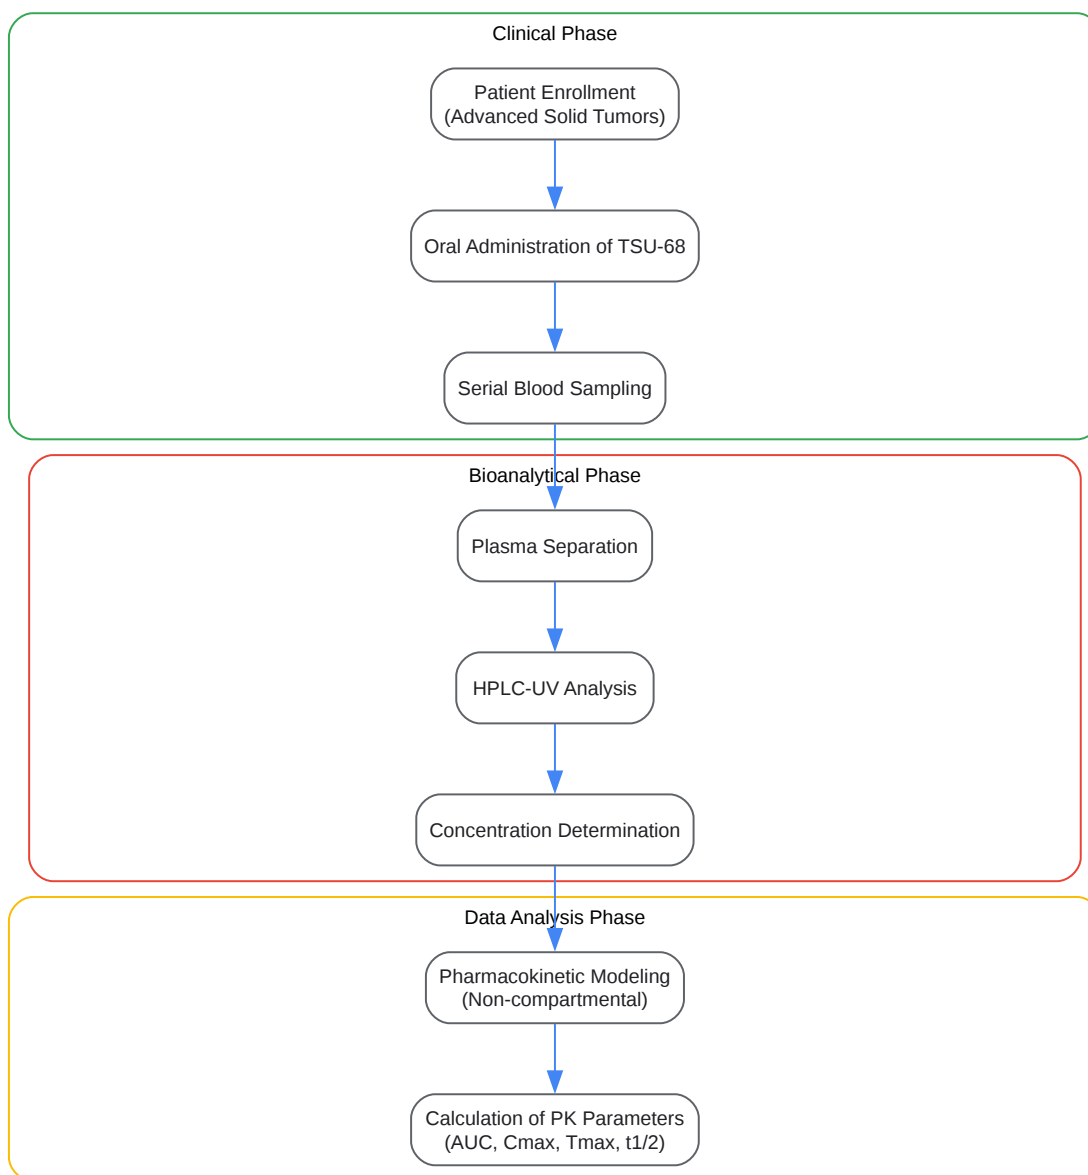 Clinical Phase
Patient Enrollment
(Advanced Solid Tumors)
Oral Administration of TSU-68
Serial Blood Sampling
Bioanalytical Phase
Plasma Separation
HPLC-UV Analysis
Concentration Determination
Data Analysis Phase
Pharmacokinetic Modeling
(Non-compartmental)
Calculation of PK Parameters
(AUC, Cmax, Tmax, t1/2)